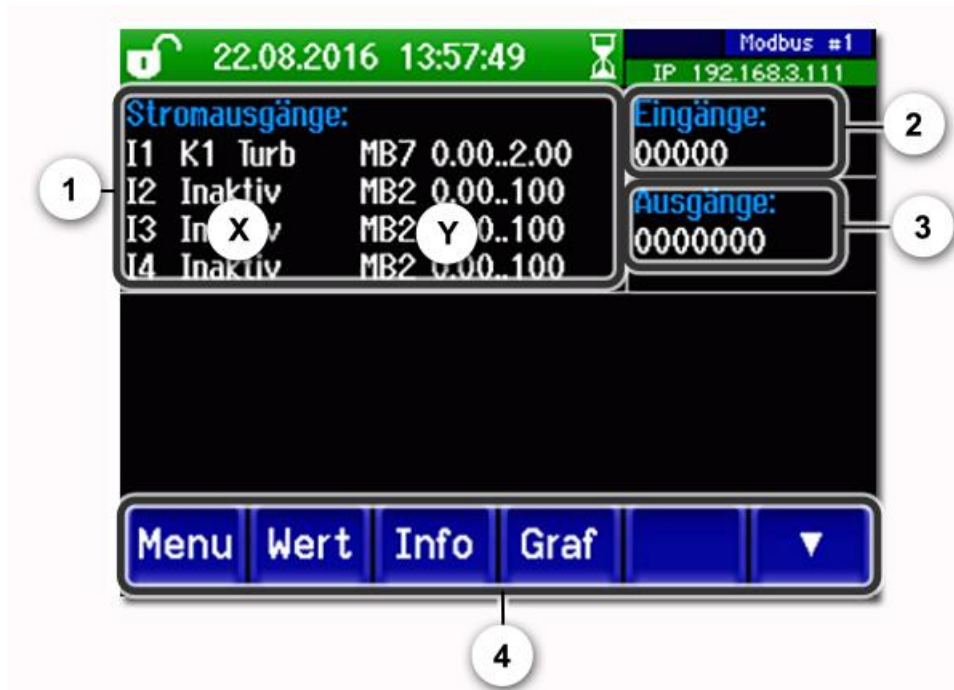 22.08.2016 13:57:49
Modbus #1
IP 192.168.3.111
Stromausgänge:
I1 K1 Turb MB7 0.00..2.00
I2 Inaktiv MB2 0.00..100
I3 MB2 ..100
I4 Inaktiv MB2 0.00..100
X
Y
Eingänge:
00000
Ausgänge:
0000000
1
2
3
Menu Wert Info Graf
4